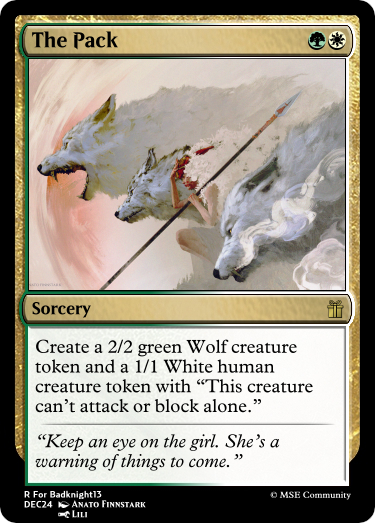 The Pack
Sorcery
Create a 2/2 green Wolf creature
token and a 1/1 White human
creature token with “This creature
can’t attack or block alone.”
“Keep an eye on the girl. She’s a
warning of things to come.”
R For Badknight13
DEC24 Anato Finnstark
© MSE Community
Lili